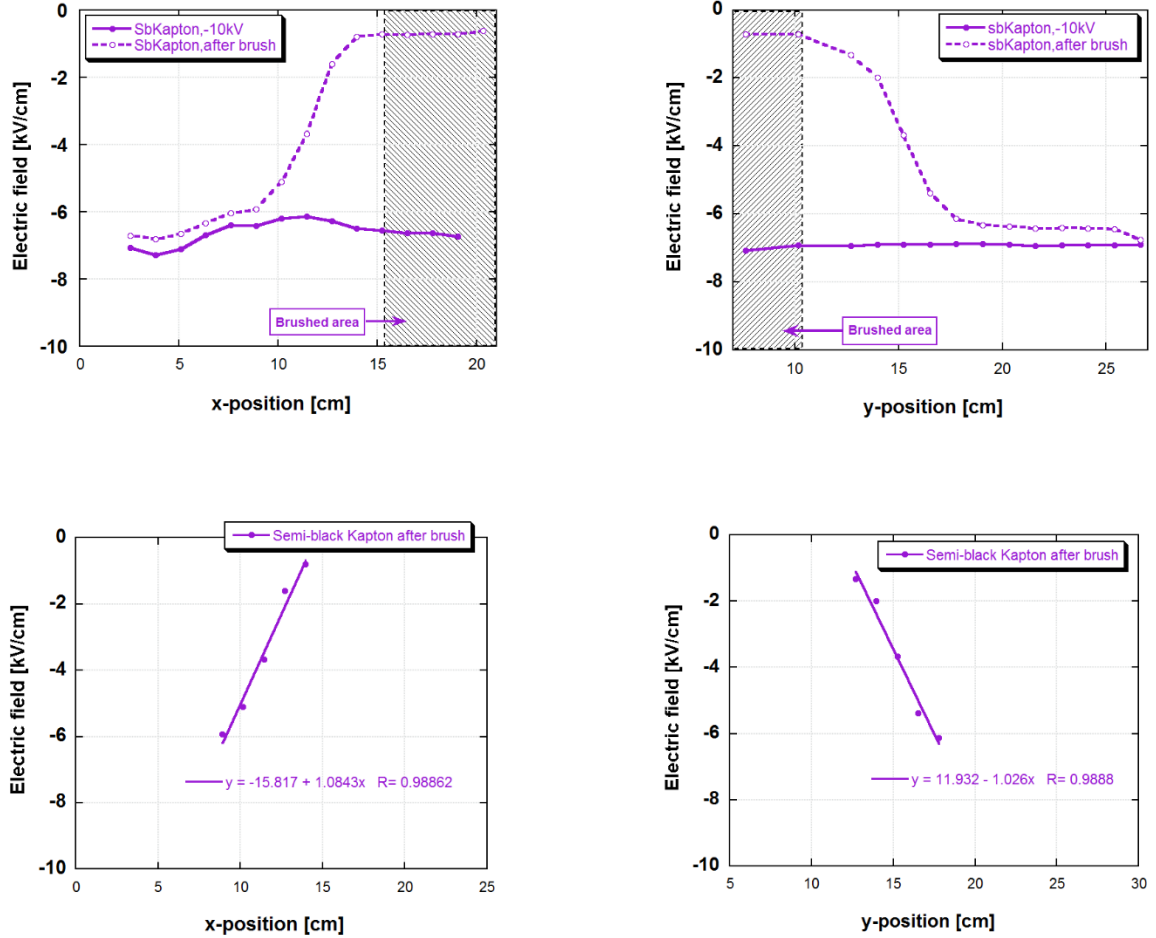 SbKapton,-10kV
SbKapton,after brush
0
-2
-4
-6
-8
-10
Electric field [kV/cm]
Brushed area
0
5
10
15
20
x-position [cm]
sbKapton,-10kV
sbKapton,after brush
0
-2
-4
-6
-8
-10
Electric field [kV/cm]
Brushed area
10
15
20
25
y-position [cm]
Semi-black Kapton after brush
0
-2
-4
-6
-8
-10
Electric field [kV/cm]
y = -15.817 + 1.0843x R= 0.98862
0
5
10
15
20
25
x-position [cm]
Semi-black Kapton after brush
0
-2
-4
-6
-8
-10
Electric field [kV/cm]
y = 11.932 - 1.026x R= 0.9888
5
10
15
20
25
30
y-position [cm]